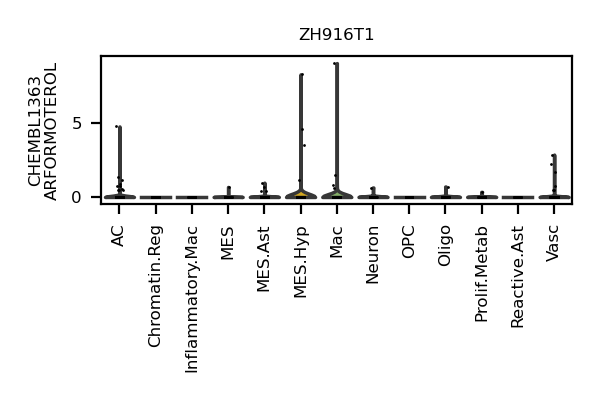 ZH916T1
CHEMBL1363
ARFORMOTEROL
5
0
AC
Chromatin.Reg
Inflammatory.Mac
MES
MES.Ast
MES.Hyp
Mac
Neuron
OPC
Oligo
Prolif.Metab
Reactive.Ast
Vasc